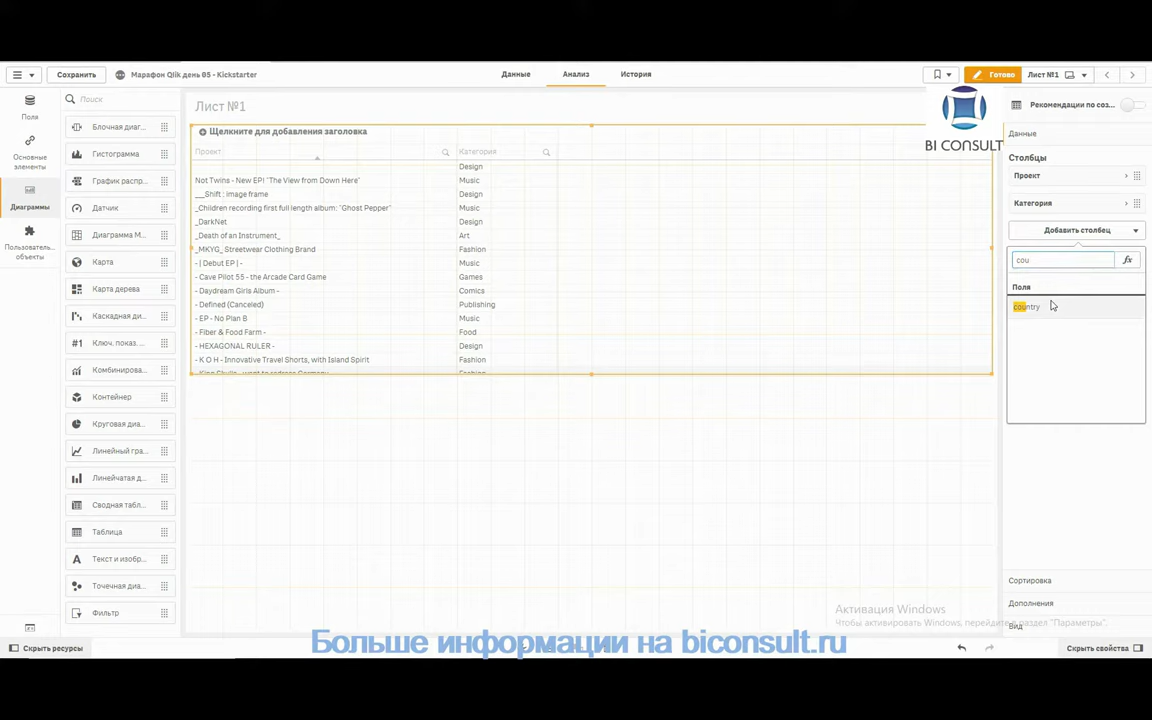 Сохранить
Марафон Qlik день 05 - Kickstarter
Данные
Анализ
История
Готово
Лист №1
Поля
Основные
элементы
Диаграммы
Пользователь...
объекты
Поиск
Блочная диаг...
Гистограмма
График распр...
Датчик
Диаграмма М...
Карта
Карта дерева
Каскадная ди...
#1 Ключ. показ. ...
Комбинирова...
Контейнер
Круговая диа...
Линейный гра...
Линейчатая д...
Сводная табл...
Таблица
A Текст и изобр...
Точечная диа...
Фильтр
Лист №1
Щелкните для добавления заголовка
Проект Категория
Design
Not Twins - New EP! "The View from Down Here" Music
___Shift : image frame Design
_Children recording first full length album: "Ghost Pepper" Music
_DarkNet Design
_Death of an Instrument_ Art
_MKYG_ Streetwear Clothing Brand Fashion
- [ Debut EP ] - Music
- Cave Pilot 55 - the Arcade Card Game Games
- Daydream Girls Album - Comics
- Defined (Canceled) Publishing
- EP - No Plan B Music
- Fiber & Food Farm - Food
- HEXAGONAL RULER - Design
- K O H - Innovative Travel Shorts, with Island Spirit Fashion
BI CONSULT
Рекомендации по соз...
Данные
Столбцы
Проект
Категория
Добавить столбец
cou
fx
Поля
country
Сортировка
Дополнения
Вид
Активация Windows
Чтобы активировать Windows, перейдите в раздел "Параметры".
Больше информации на biconsult.ru
Скрыть ресурсы
Скрыть свойства